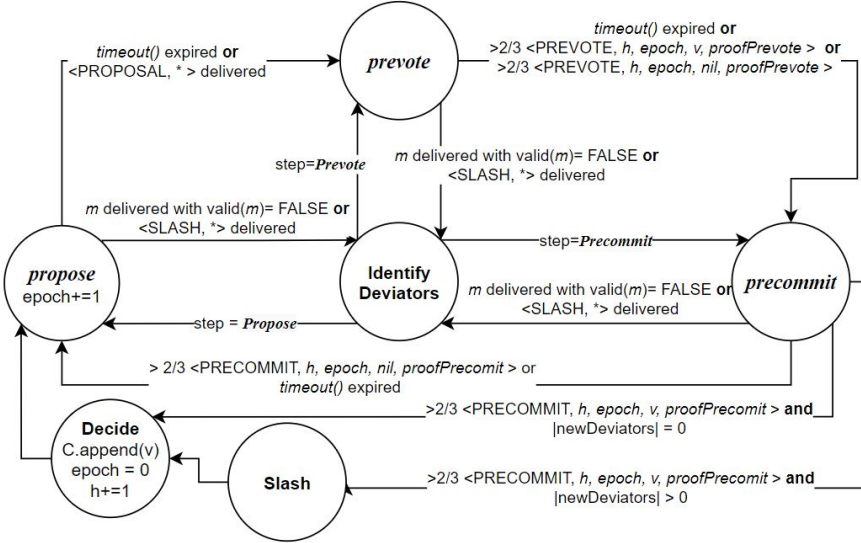 timeout() expired or
<PROPOSAL, * > delivered
prevote
timeout() expired or
>2/3 <PREVOTE, h, epoch, v, proofPrevote > or
>2/3 <PREVOTE, h, epoch, nil, proofPrevote >
step=Prevote
m delivered with valid(m)= FALSE or
<SLASH, *> delivered
m delivered with valid(m)= FALSE or
<SLASH, *> delivered
propose
epoch+=1
Identify
Deviators
step=Precommit
precommit
m delivered with valid(m)= FALSE or
<SLASH, *> delivered
step = Propose
> 2/3 <PRECOMMIT, h, epoch, nil, proofPrecomit > or
timeout() expired
Decide
C.append(v)
epoch = 0
h+=1
>2/3 <PRECOMMIT, h, epoch, v, proofPrecomit > and
|newDeviators| = 0
Slash
>2/3 <PRECOMMIT, h, epoch, v, proofPrecomit > and
|newDeviators| > 0